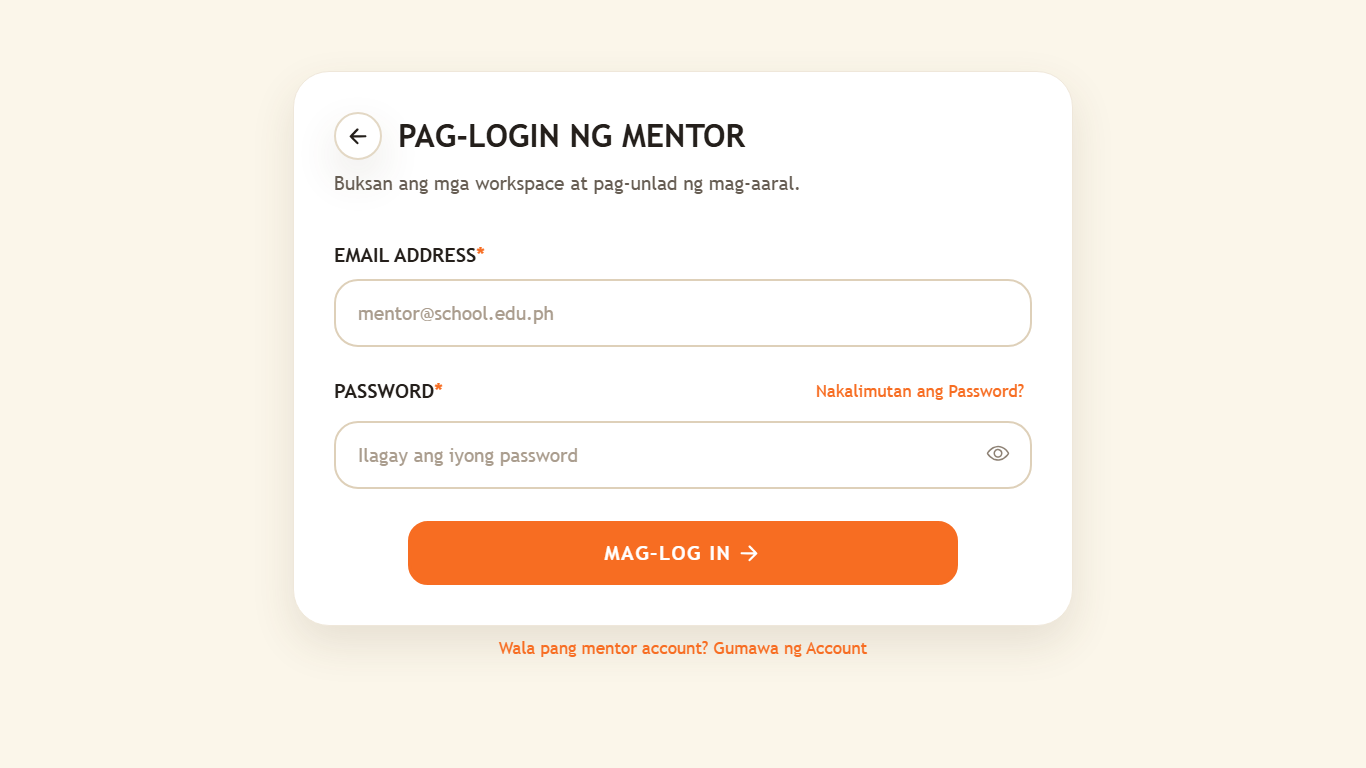 PAG-LOGIN NG MENTOR
Buksan ang mga workspace at pag-unlad ng mag-aaral.
EMAIL ADDRESS*
mentor@school.edu.ph
PASSWORD*
Nakalimutan ang Password?
Ilagay ang iyong password
MAG-LOG IN →
Wala pang mentor account? Gumawa ng Account